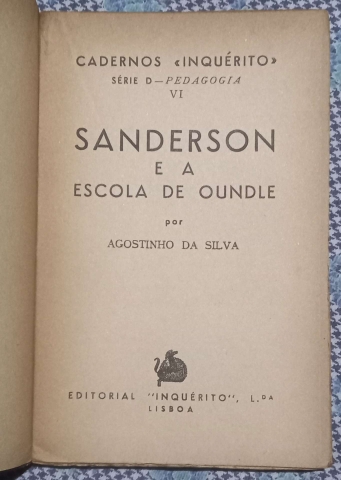 CADERNOS «INQUÉRITO»
SÉRIE D — PEDAGOGIA
VI
SANDERSON
E A
ESCOLA DE OUNDLE
por
AGOSTINHO DA SILVA
EDITORIAL "INQUÉRITO", L.DA
LISBOA